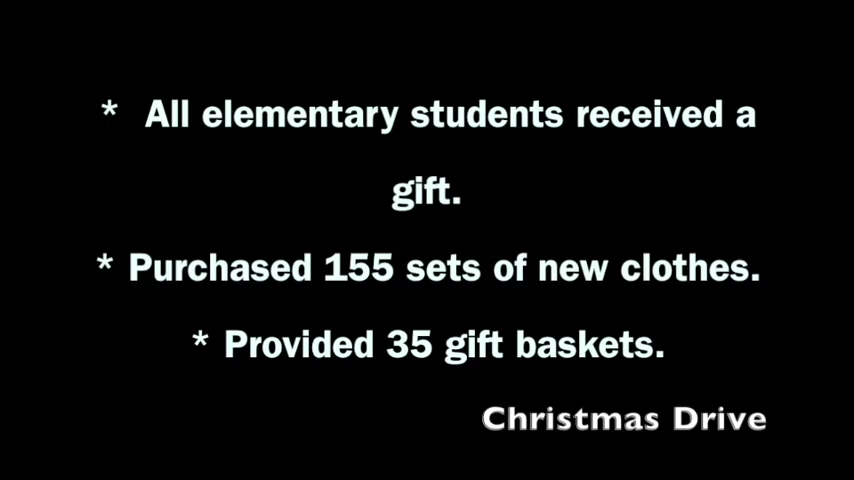 * All elementary students received a
gift.
* Purchased 155 sets of new clothes.
* Provided 35 gift baskets.
Christmas Drive